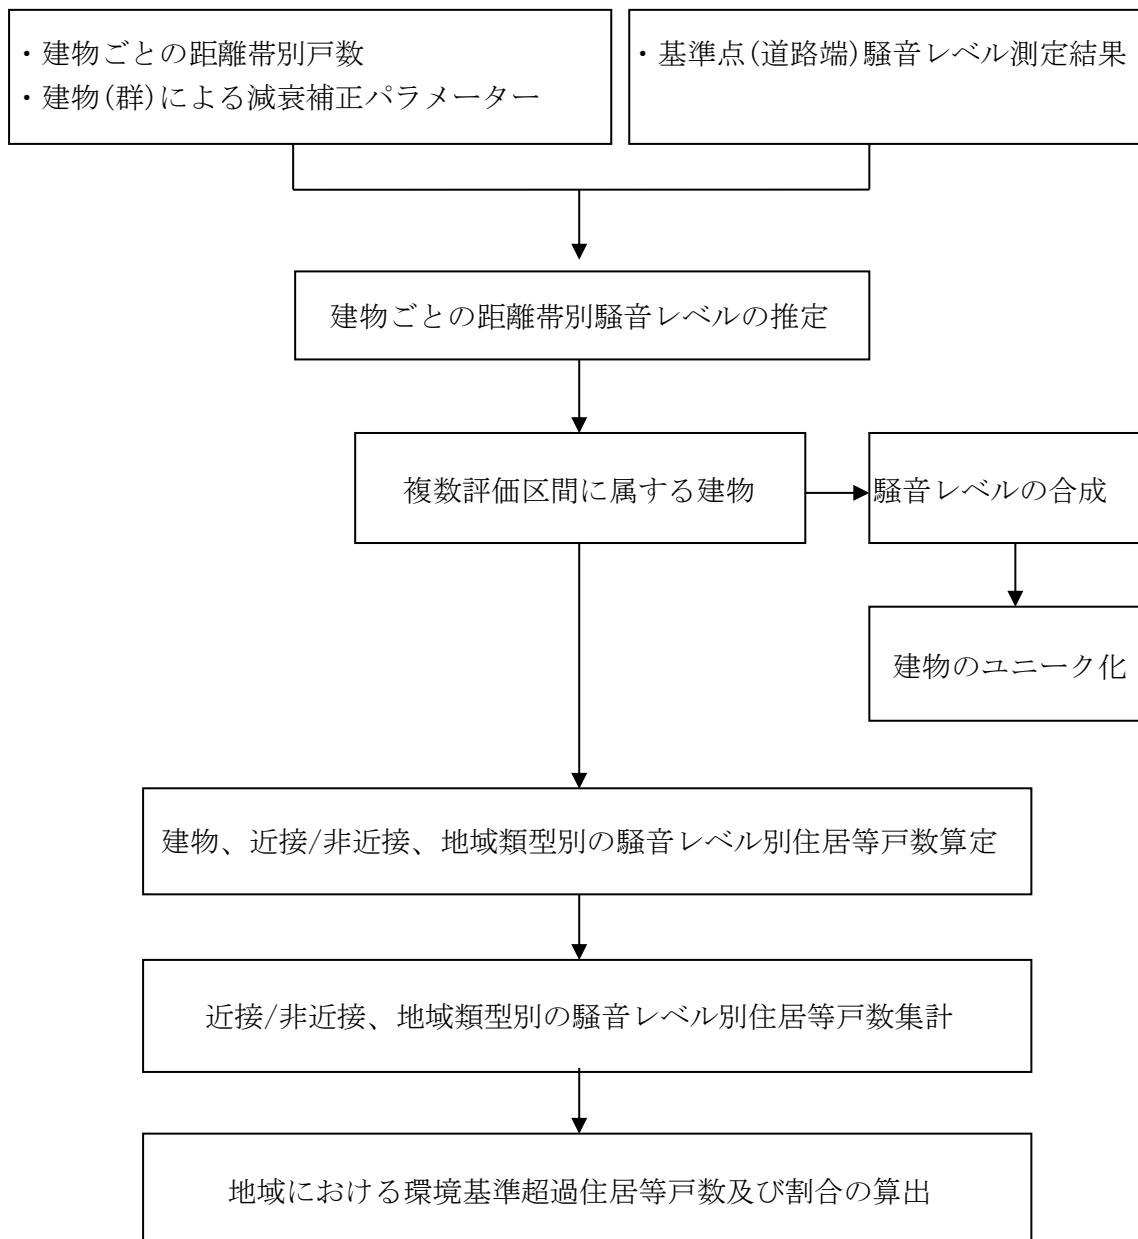 ・建物ごとの距離帯別戸数
・建物(群)による減衰補正パラメーター
・基準点(道路端)騒音レベル測定結果
建物ごとの距離帯別騒音レベルの推定
複数評価区間に属する建物
騒音レベルの合成
建物のユニーク化
建物、近接/非近接、地域類型別の騒音レベル別住居等戸数算定
近接/非近接、地域類型別の騒音レベル別住居等戸数集計
地域における環境基準超過住居等戸数及び割合の算出